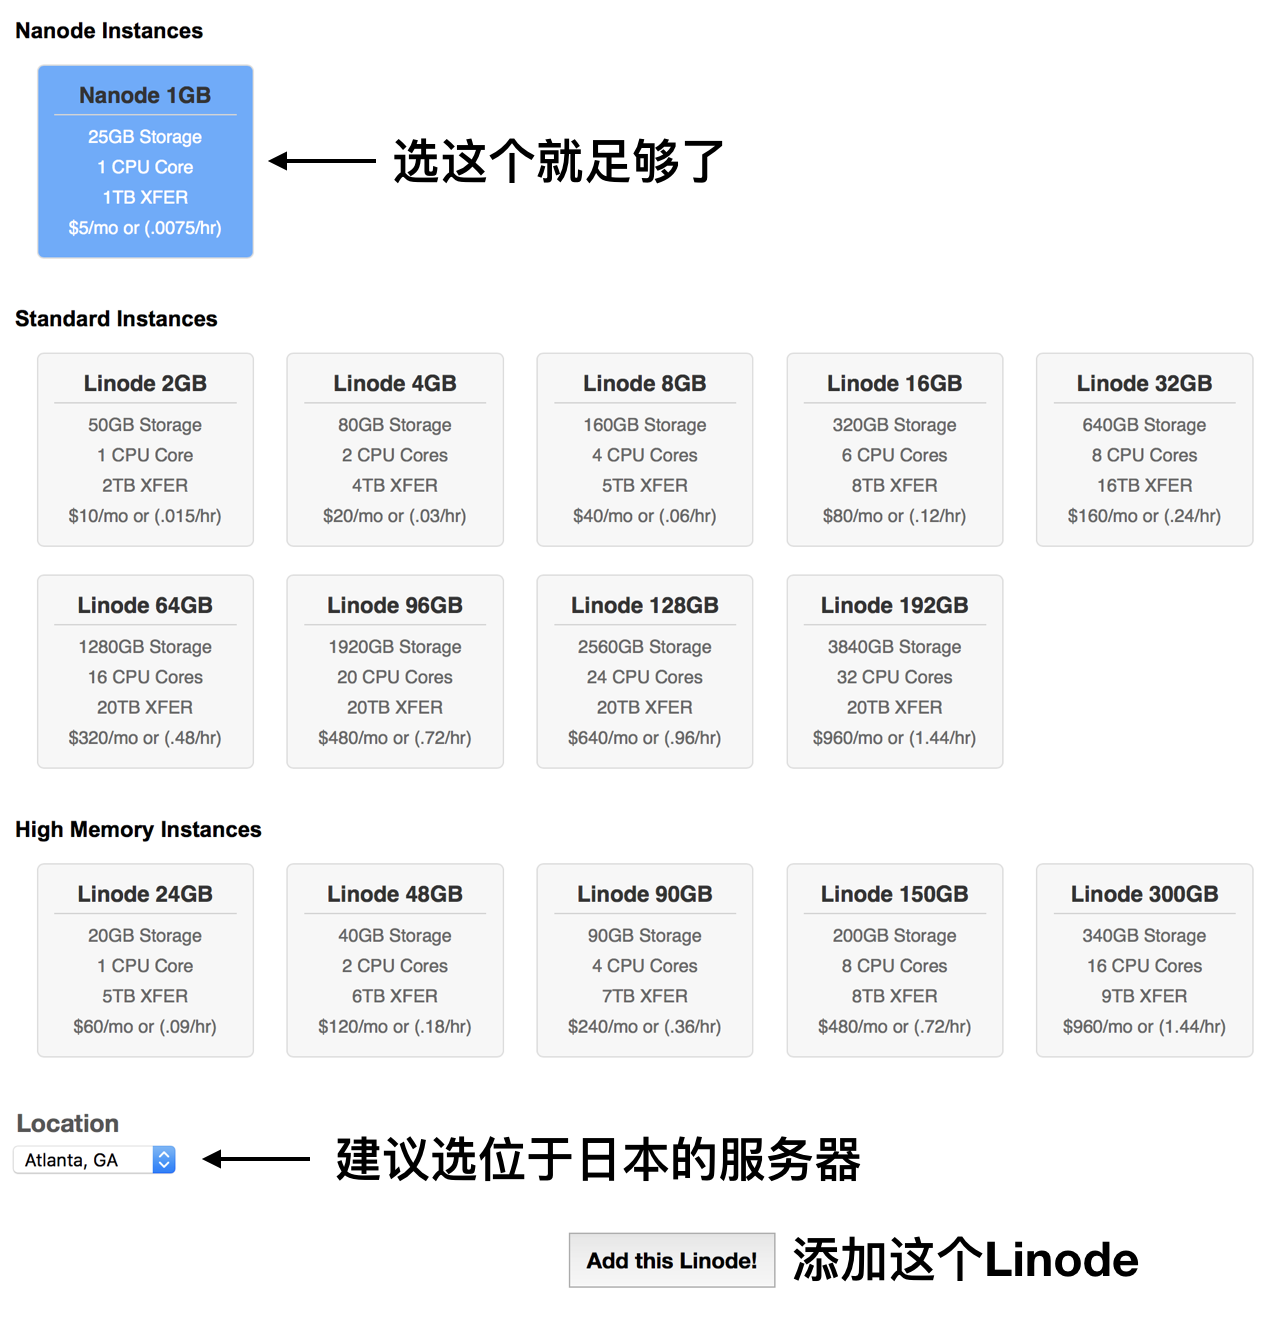 Nanode Instances
Nanode 1GB
25GB Storage
1 CPU Core
1TB XFER
$5/mo or (.0075/hr)
选这个就足够了
Standard Instances
Linode 2GB
50GB Storage
1 CPU Core
2TB XFER
$10/mo or (.015/hr)
Linode 4GB
80GB Storage
2 CPU Cores
4TB XFER
$20/mo or (.03/hr)
Linode 8GB
160GB Storage
4 CPU Cores
5TB XFER
$40/mo or (.06/hr)
Linode 16GB
320GB Storage
6 CPU Cores
8TB XFER
$80/mo or (.12/hr)
Linode 32GB
640GB Storage
8 CPU Cores
16TB XFER
$160/mo or (.24/hr)
Linode 64GB
1280GB Storage
16 CPU Cores
20TB XFER
$320/mo or (.48/hr)
Linode 96GB
1920GB Storage
20 CPU Cores
20TB XFER
$480/mo or (.72/hr)
Linode 128GB
2560GB Storage
24 CPU Cores
20TB XFER
$640/mo or (.96/hr)
Linode 192GB
3840GB Storage
32 CPU Cores
20TB XFER
$960/mo or (1.44/hr)
High Memory Instances
Linode 24GB
20GB Storage
1 CPU Core
5TB XFER
$60/mo or (.09/hr)
Linode 48GB
40GB Storage
2 CPU Cores
6TB XFER
$120/mo or (.18/hr)
Linode 90GB
90GB Storage
4 CPU Cores
7TB XFER
$240/mo or (.36/hr)
Linode 150GB
200GB Storage
8 CPU Cores
8TB XFER
$480/mo or (.72/hr)
Linode 300GB
340GB Storage
16 CPU Cores
9TB XFER
$960/mo or (1.44/hr)
Location
Atlanta, GA
建议选位于日本的服务器
Add this Linode!
添加这个Linode